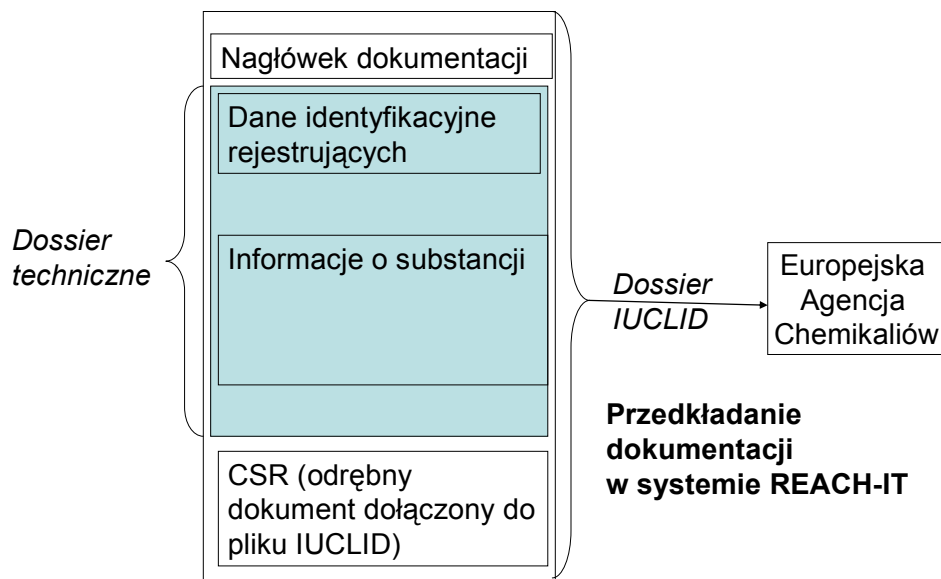 Nagłówek dokumentacji
Dane identyfikacyjne
rejestrujących
Dossier
techniczne
Informacje o substancji
Dossier
IUCLID
Europejska
Agencja
Chemikaliów
Przedkładanie
dokumentacji
w systemie REACH-IT
CSR (odrębny
dokument dołączony do
pliku IUCLID)